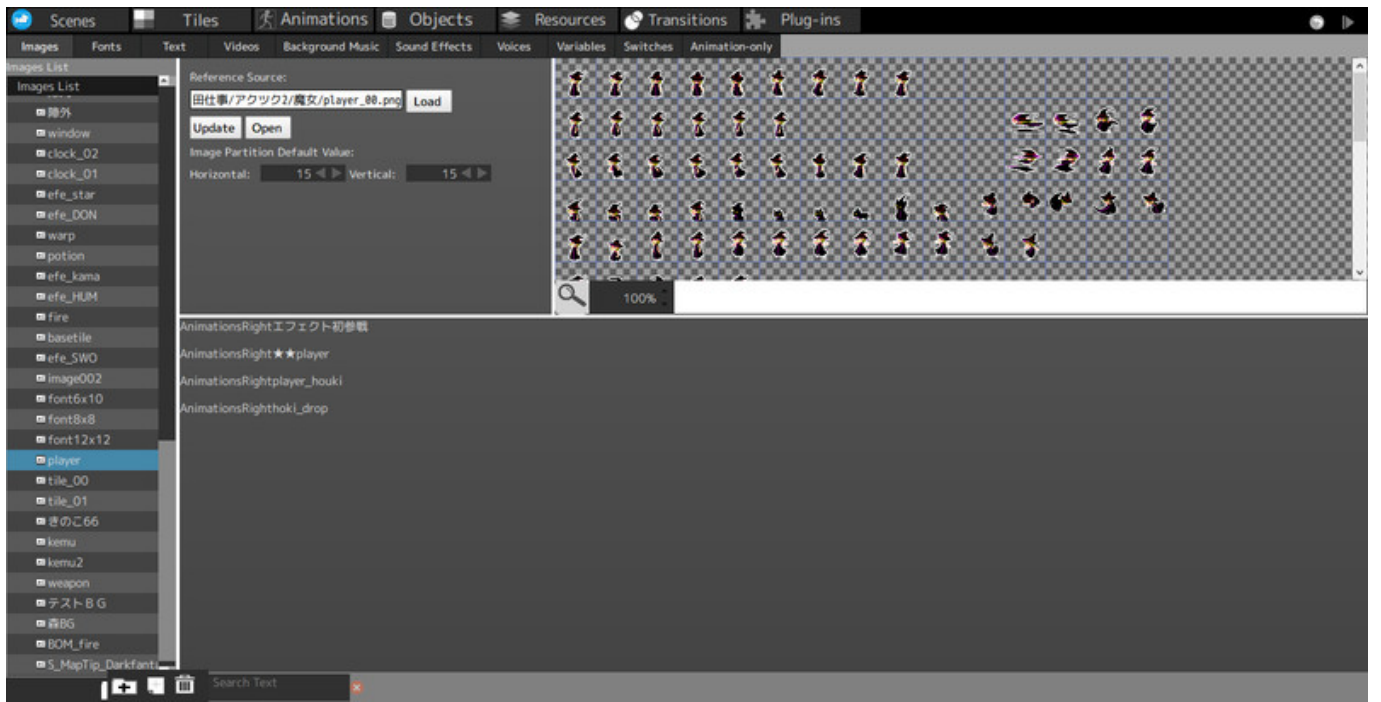 Scenes Tiles Animations Objects Resources Transitions Plug-ins
Images Fonts Text Videos Background Music Sound Effects Voices Variables Switches Animation-only
Images List
Images List
障外
window
clock_02
clock_01
efe_star
efe_DON
warp
potion
efe_kama
efe_HUM
fire
basetile
efe_SWO
image002
font6x10
font8x8
font12x12
player
tile_00
tile_01
きのこ66
kemu
kemu2
weapon
テストBG
森BG
BOM_fire
S_MapTip_Darkfant
Reference Source:
田仕事/アクツク2/魔女/player_00.png Load
Update Open
Image Partition Default Value:
Horizontal: 15 Vertical: 15
100%
AnimationsRightエフェクト初参戦
AnimationsRight★★player
AnimationsRightplayer_houki
AnimationsRighthoki_drop
Search Text